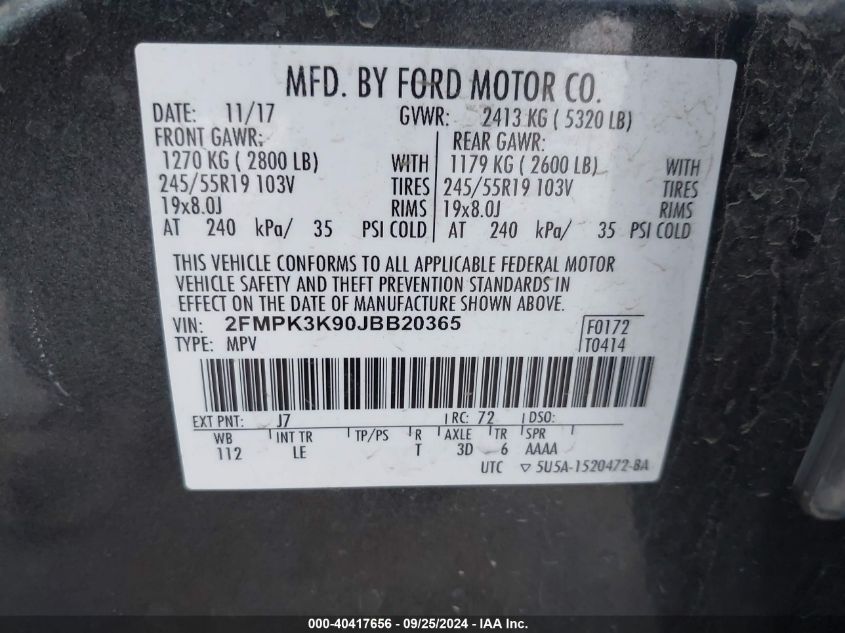 MFD. BY FORD MOTOR CO.
DATE: 11/17 GVWR: 2413 KG ( 5320 LB)
FRONT GAWR: REAR GAWR:
1270 KG ( 2800 LB) WITH 1179 KG ( 2600 LB) WITH
245/55R19 103V TIRES 245/55R19 103V TIRES
19x8.0J RIMS 19x8.0J RIMS
AT 240 kPa/ 35 PSI COLD AT 240 kPa/ 35 PSI COLD
THIS VEHICLE CONFORMS TO ALL APPLICABLE FEDERAL MOTOR
VEHICLE SAFETY AND THEFT PREVENTION STANDARDS IN
EFFECT ON THE DATE OF MANUFACTURE SHOWN ABOVE.
VIN: 2FMPK3K90JBB20365 F0172
TYPE: MPV T0414
EXT PNT: J7 RC: 72 DSO:
WB INT TR TP/PS R AXLE TR SPR
112 LE T 3D 6 AAAA
UTC ▽ 5U5A-1520472-BA
000-40417656 - 09/25/2024 - IAAI.com.